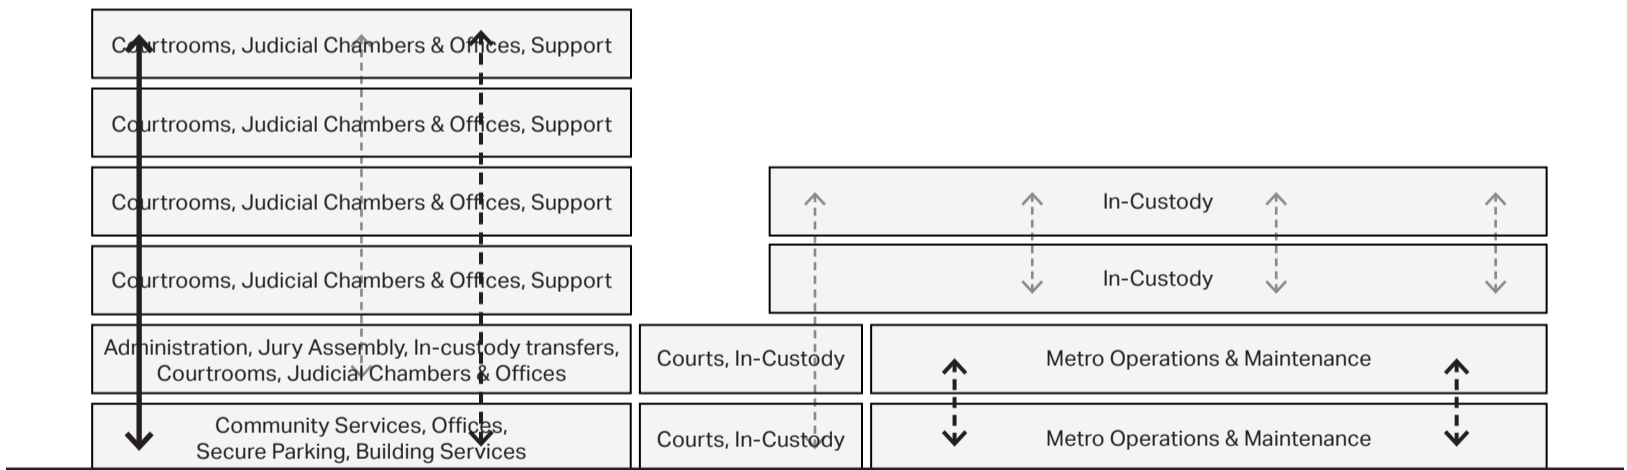 Courtrooms, Judicial Chambers & Offices, Support
Courtrooms, Judicial Chambers & Offices, Support
Courtrooms, Judicial Chambers & Offices, Support
In-Custody
Courtrooms, Judicial Chambers & Offices, Support
In-Custody
Administration, Jury Assembly, In-custody transfers,
Courtrooms, Judicial Chambers & Offices
Courts, In-Custody
Metro Operations & Maintenance
Community Services, Offices,
Secure Parking, Building Services
Courts, In-Custody
Metro Operations & Maintenance